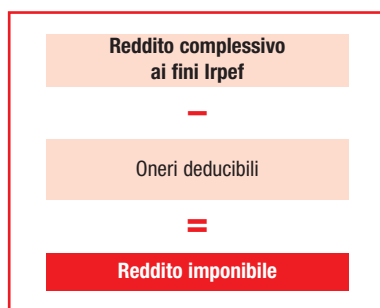 Reddito complessivo
ai fini Irpef
–
Oneri deducibili
=
Reddito imponibile